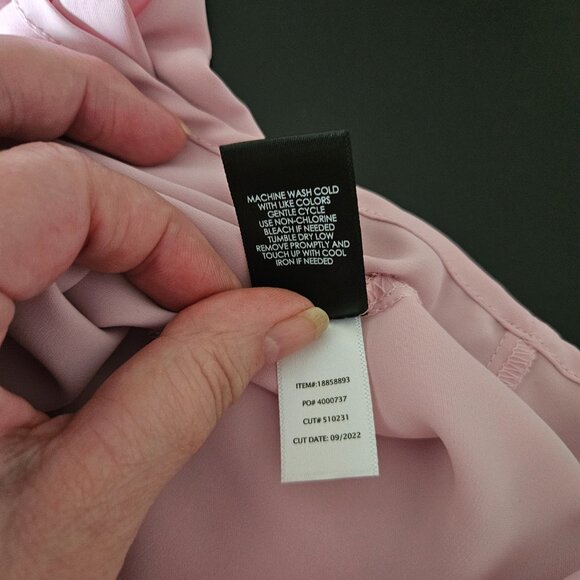 MACHINE WASH COLD
WITH LIKE COLORS
GENTLE CYCLE
USE NON-CHLORINE
BLEACH IF NEEDED
TUMBLE DRY LOW
REMOVE PROMPTLY AND
TOUCH UP WITH COOL
IRON IF NEEDED
ITEM#:18858893
PO# 4000737
CUT# 510231
CUT DATE: 09/2022